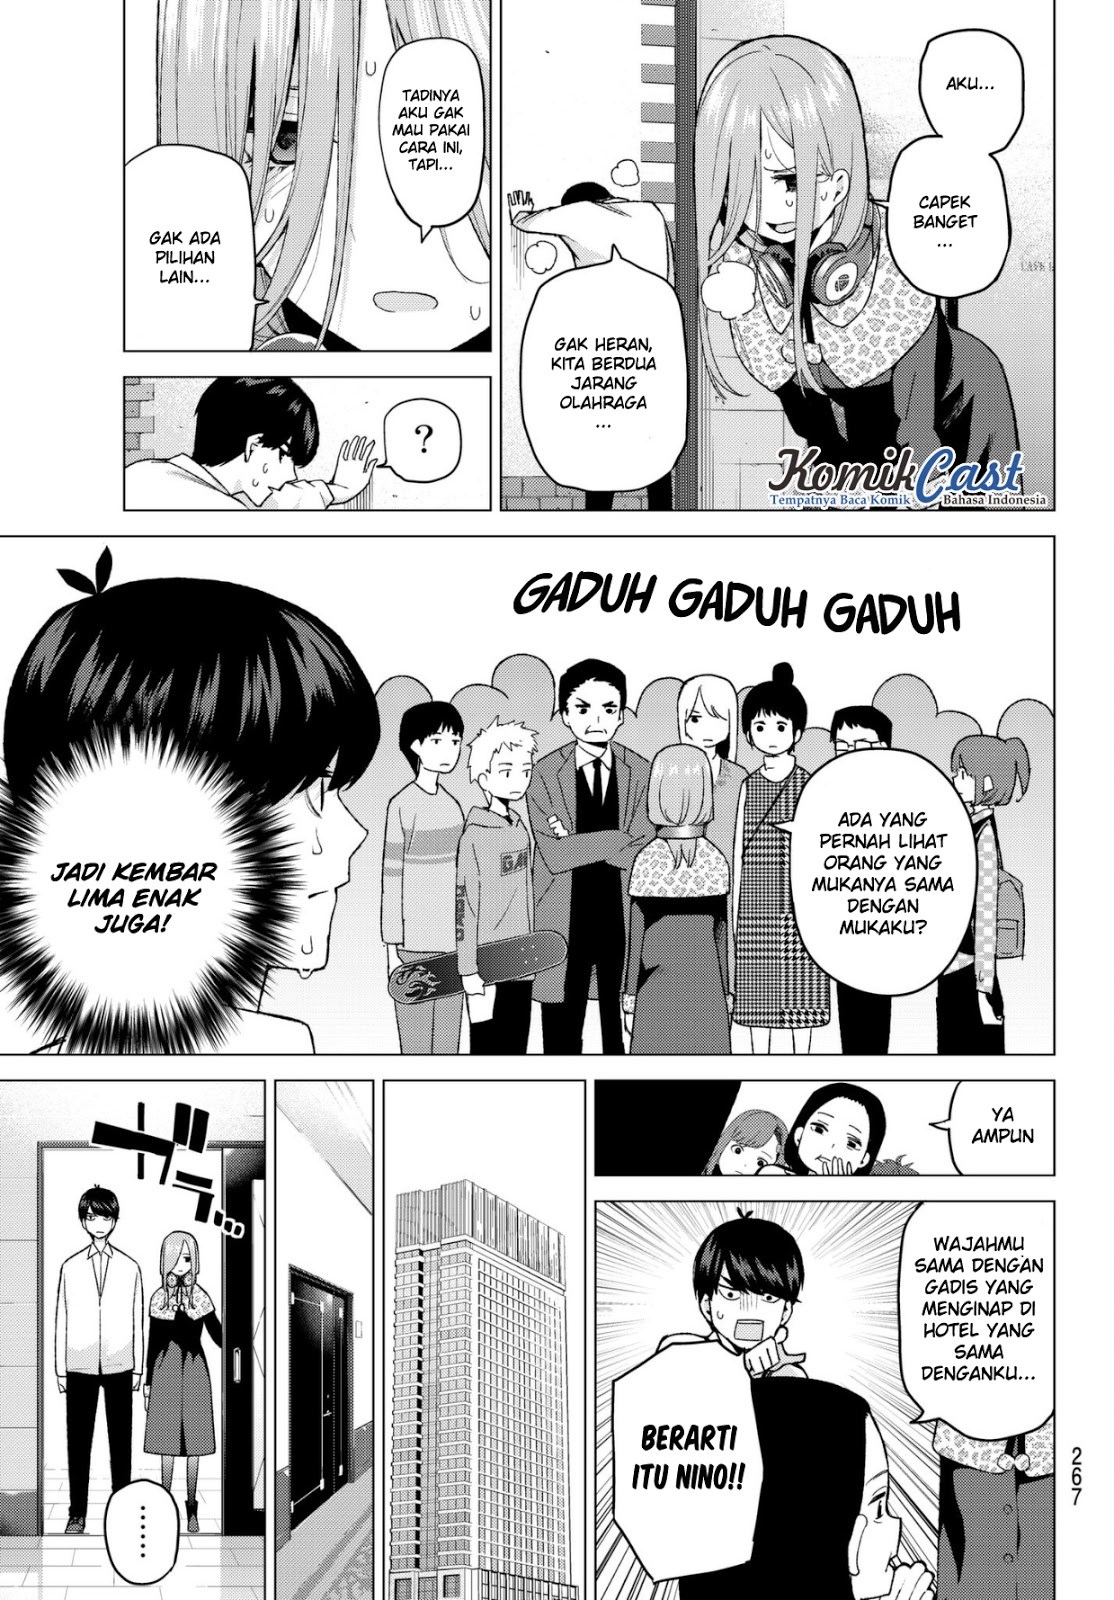 AKU...
CAPEK
BANGET
...
GAK HERAN,
KITA BERDUA
JARANG
OLAHRAGA
...
TADINYA
AKU GAK
MAU PAKAI
CARA INI,
TAPI...
GAK ADA
PILIHAN
LAIN...
?
KomikCast
Tempatnya Baca Komik Bahasa Indonesia
GADUH GADUH GADUH
ADA YANG
PERNAH LIHAT
ORANG YANG
MUKANYA SAMA
DENGAN
MUKAKU?
JADI KEMBAR
LIMA ENAK
JUGA!
YA
AMPUN
WAJAHMU
SAMA DENGAN
GADIS YANG
MENGINAP DI
HOTEL YANG
SAMA
DENGANKU...
BERARTI
ITU NINO!!
......
267